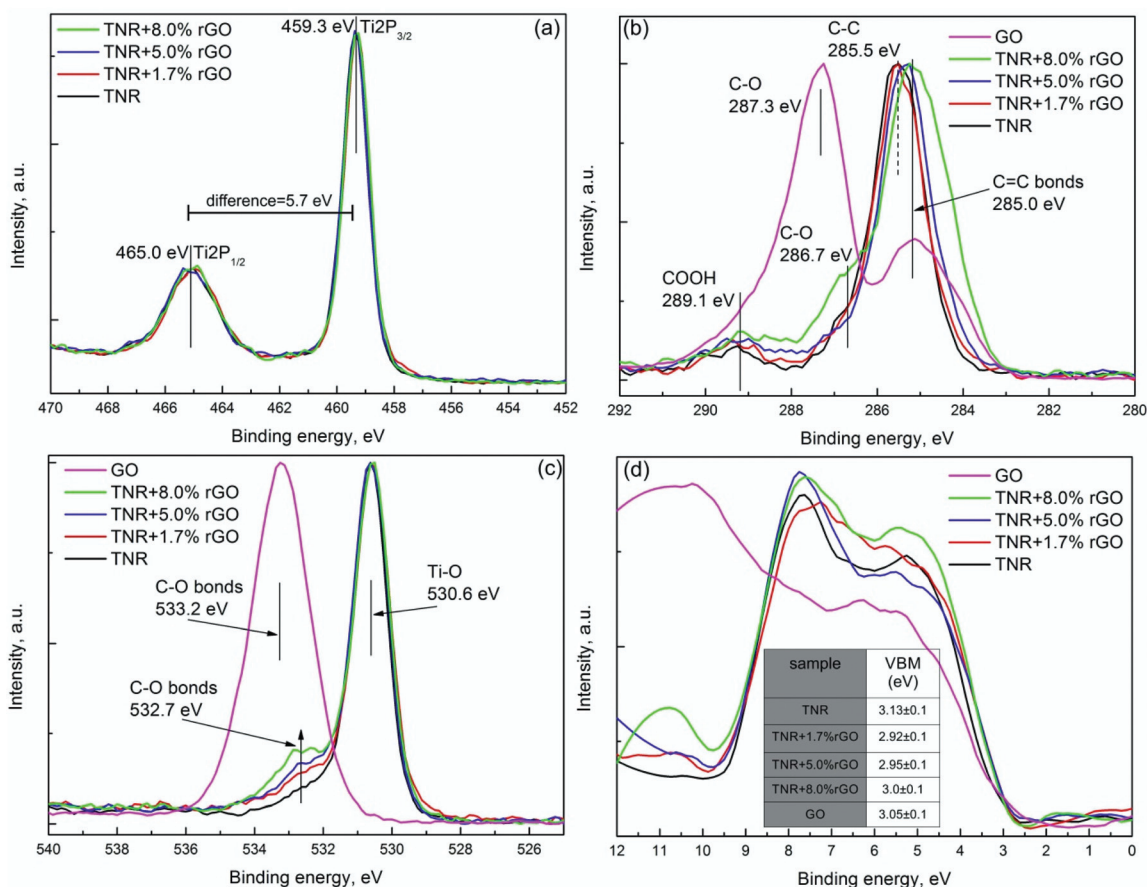 TNR+8.0% rGO
TNR+5.0% rGO
TNR+1.7% rGO
TNR
459.3 eV Ti2P3/2
(a)
difference=5.7 eV
465.0 eV Ti2P1/2
Intensity, a.u.
470 468 466 464 462 460 458 456 454 452
Binding energy, eV
(b)
C-C
285.5 eV
GO
TNR+8.0% rGO
TNR+5.0% rGO
TNR+1.7% rGO
TNR
C-O
287.3 eV
C=C bonds
285.0 eV
C-O
286.7 eV
COOH
289.1 eV
Intensity, a.u.
292 290 288 286 284 282 280
Binding energy, eV
(c)
GO
TNR+8.0% rGO
TNR+5.0% rGO
TNR+1.7% rGO
TNR
C-O bonds
533.2 eV
Ti-O
530.6 eV
C-O bonds
532.7 eV
Intensity, a.u.
540 538 536 534 532 530 528 526
Binding energy, eV
(d)
GO
TNR+8.0% rGO
TNR+5.0% rGO
TNR+1.7% rGO
TNR
sample VBM (eV)
TNR 3.13±0.1
TNR+1.7%rGO 2.92±0.1
TNR+5.0%rGO 2.95±0.1
TNR+8.0%rGO 3.0±0.1
GO 3.05±0.1
Intensity, a.u.
12 11 10 9 8 7 6 5 4 3 2 1 0
Binding energy, eV